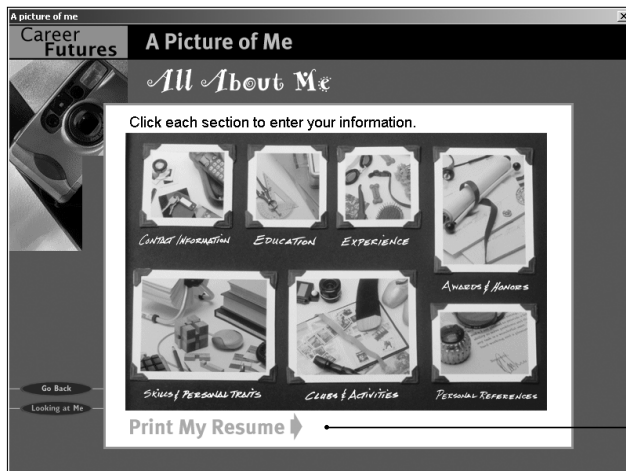 A picture of me
Career
Futures
A Picture of Me
All About Me
Click each section to enter your information.
Contact Information
Education
Experience
Awards & Honors
Skills & Personal Traits
Clubs & Activities
Personal References
Go Back
Looking at Me
Print My Resume